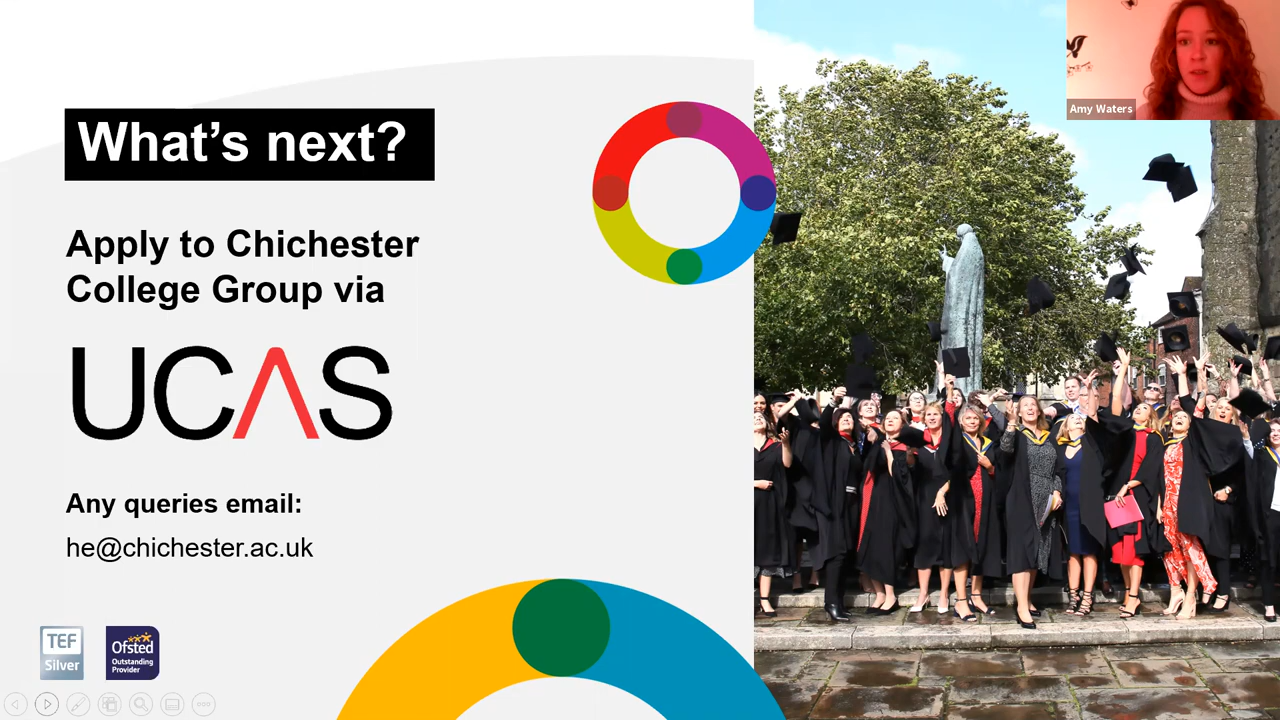 What's next?
Apply to Chichester
College Group via
UCAS
Any queries email:
he@chichester.ac.uk
TEF
Silver
Ofsted
Outstanding
Provider
Amy Waters